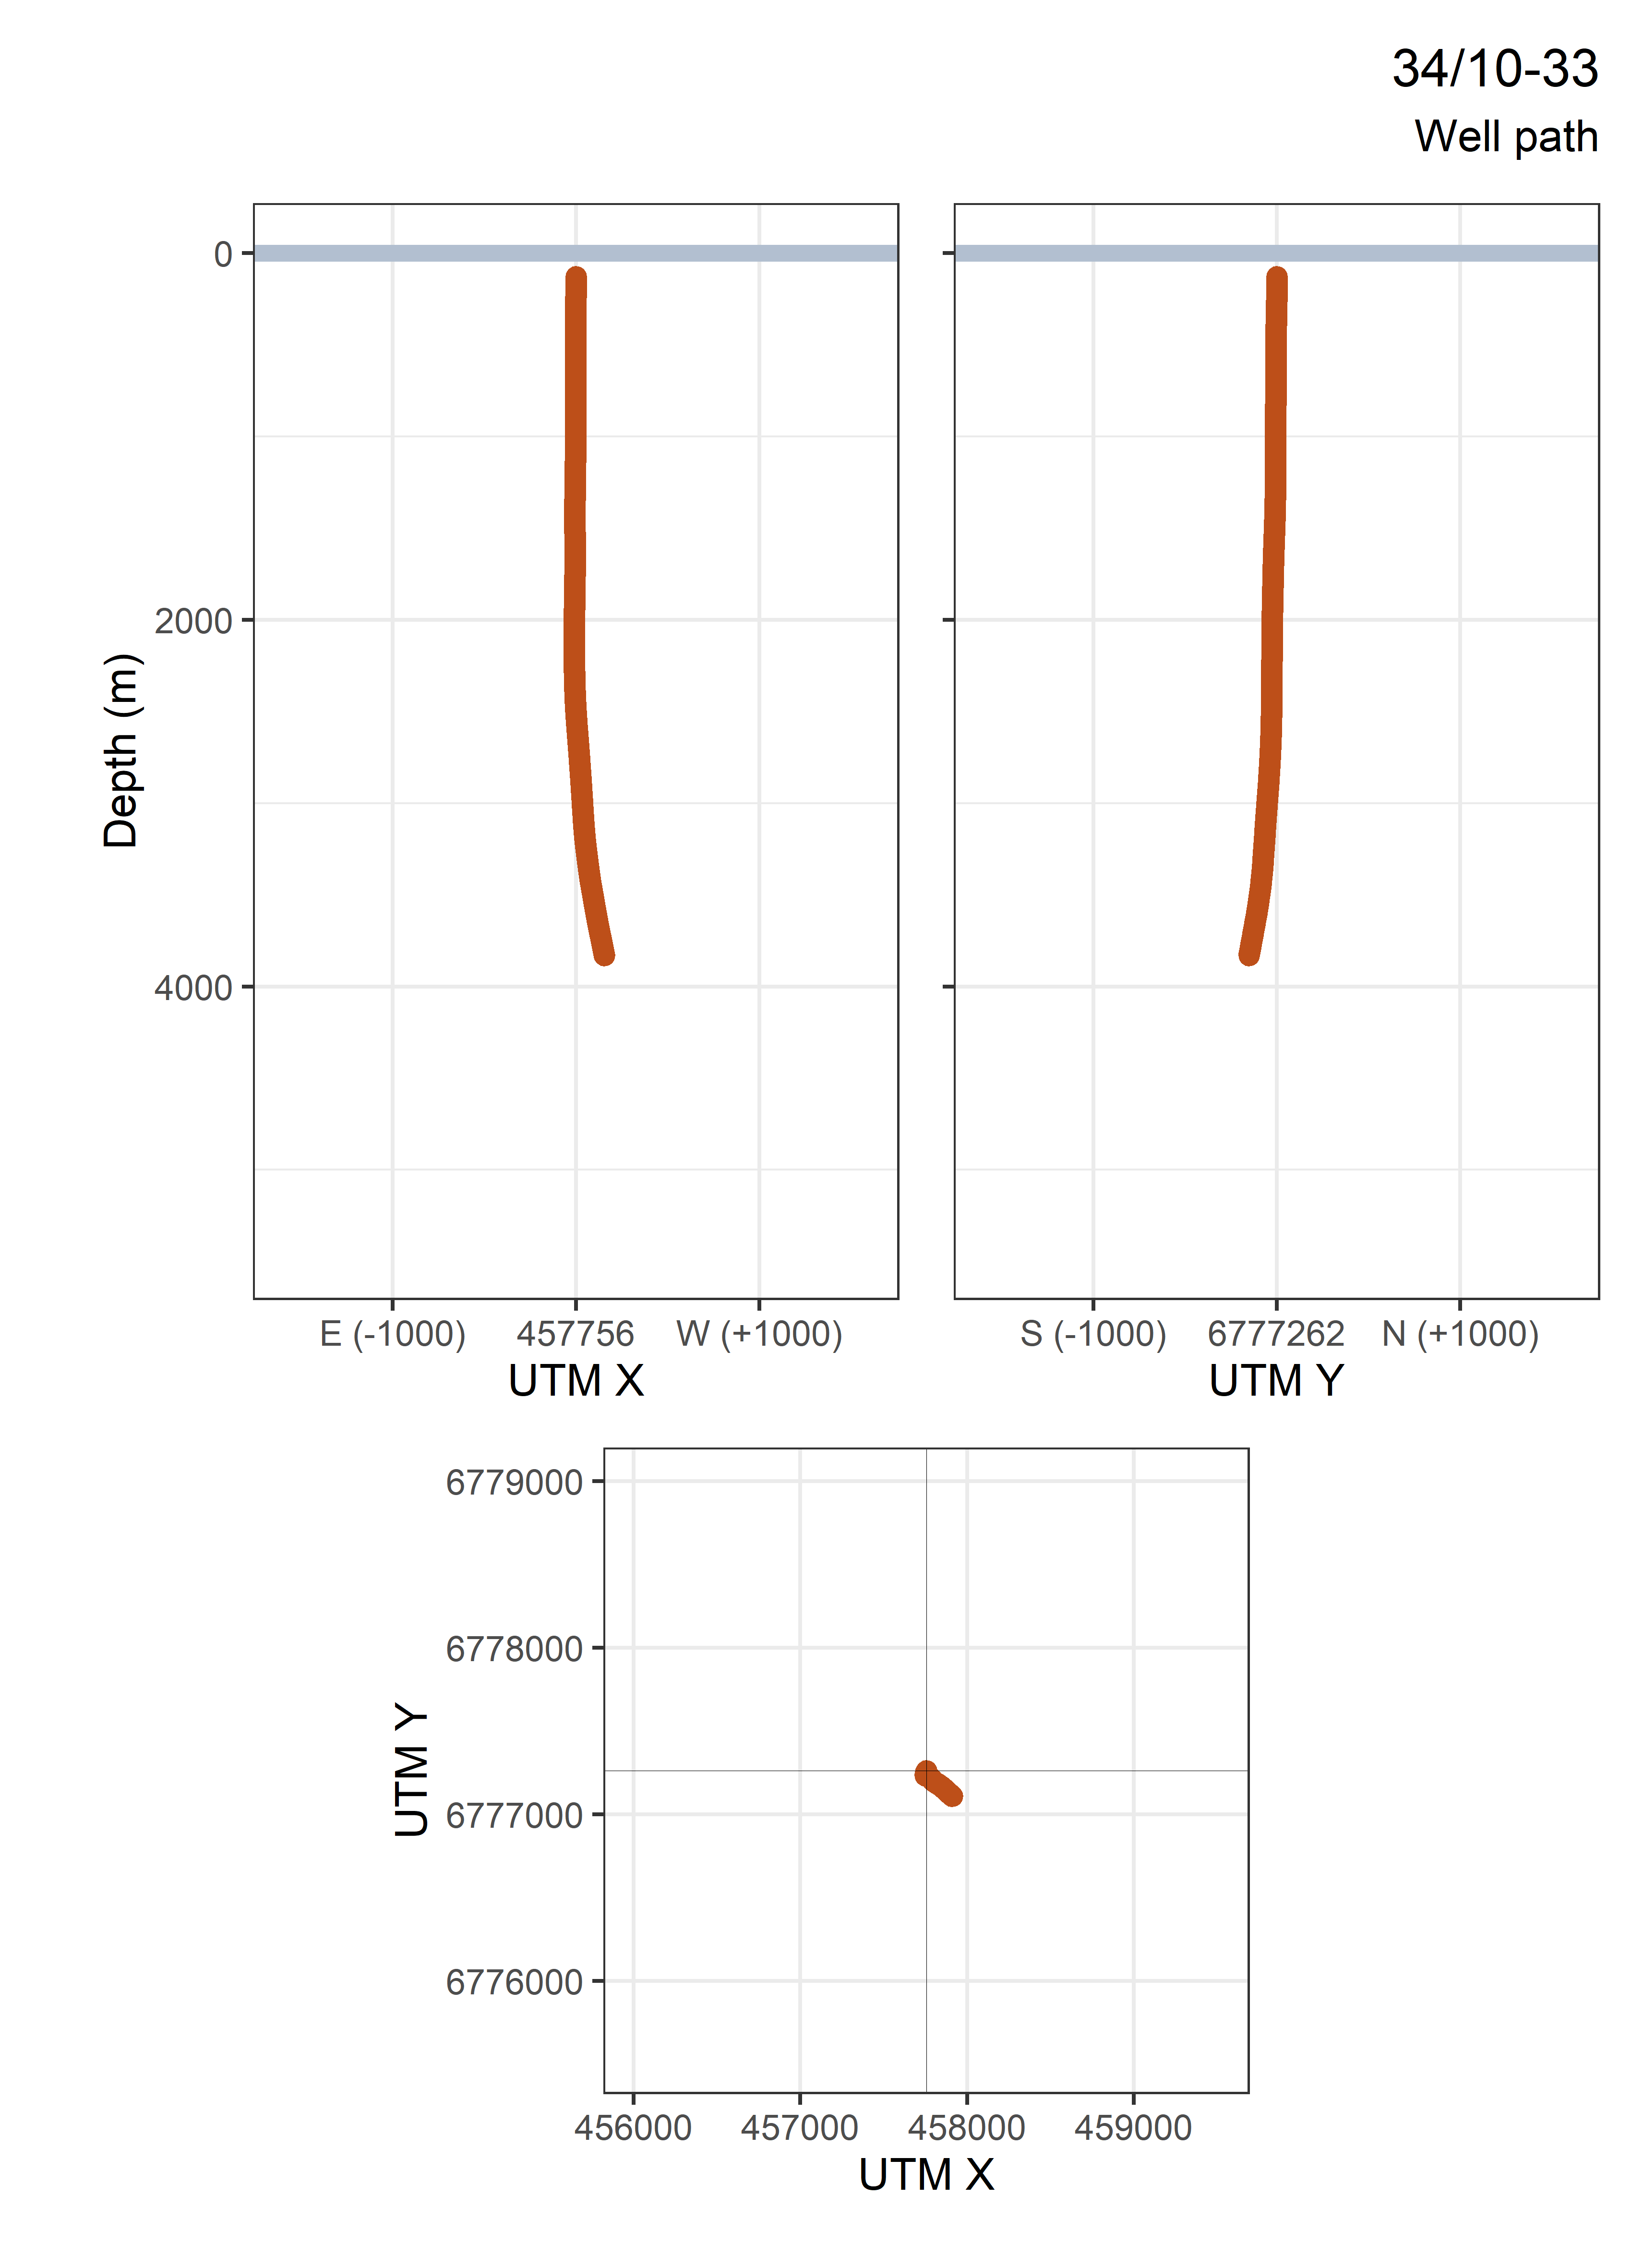 34/10-33
Well path
Depth (m)
0
2000
4000
E (-1000) 457756 W (+1000)
UTM X
S (-1000) 6777262 N (+1000)
UTM Y
UTM Y
6779000
6778000
6777000
6776000
456000 457000 458000 459000
UTM X